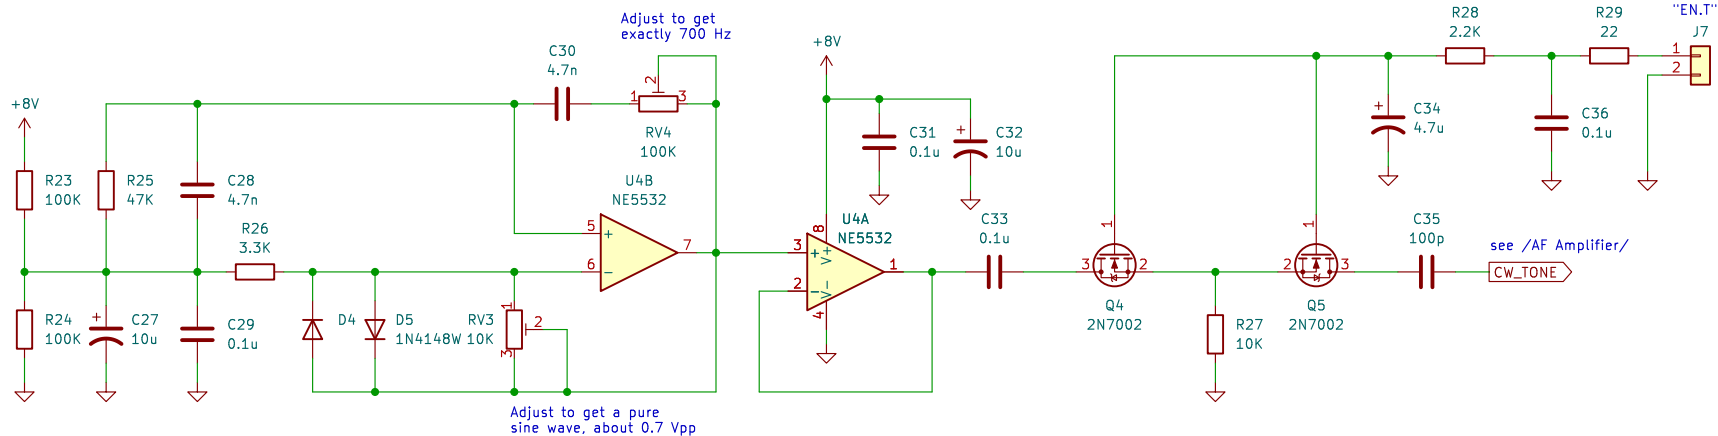 Adjust to get
exactly 700 Hz
"EN.T"
J7
R28
2.2K
R29
22
1
2
+8V
C30
4.7n
+8V
1
2
3
RV4
100K
C31
0.1u
C32
10u
+
C34
4.7u
+
C36
0.1u
R23
100K
R25
47K
C28
4.7n
U4B
NE5532
R26
3.3K
5
+
6
-
7
U4A
NE5532
8
V+
3
+
2
-
V-
4
1
C33
0.1u
1
3
2
Q4
2N7002
1
2
3
Q5
2N7002
C35
100p
see /AF Amplifier/
CW_TONE
R24
100K
+
C27
10u
C29
0.1u
D4
D5
1N4148W
RV3
10K
1
2
3
R27
10K
Adjust to get a pure
sine wave, about 0.7 Vpp